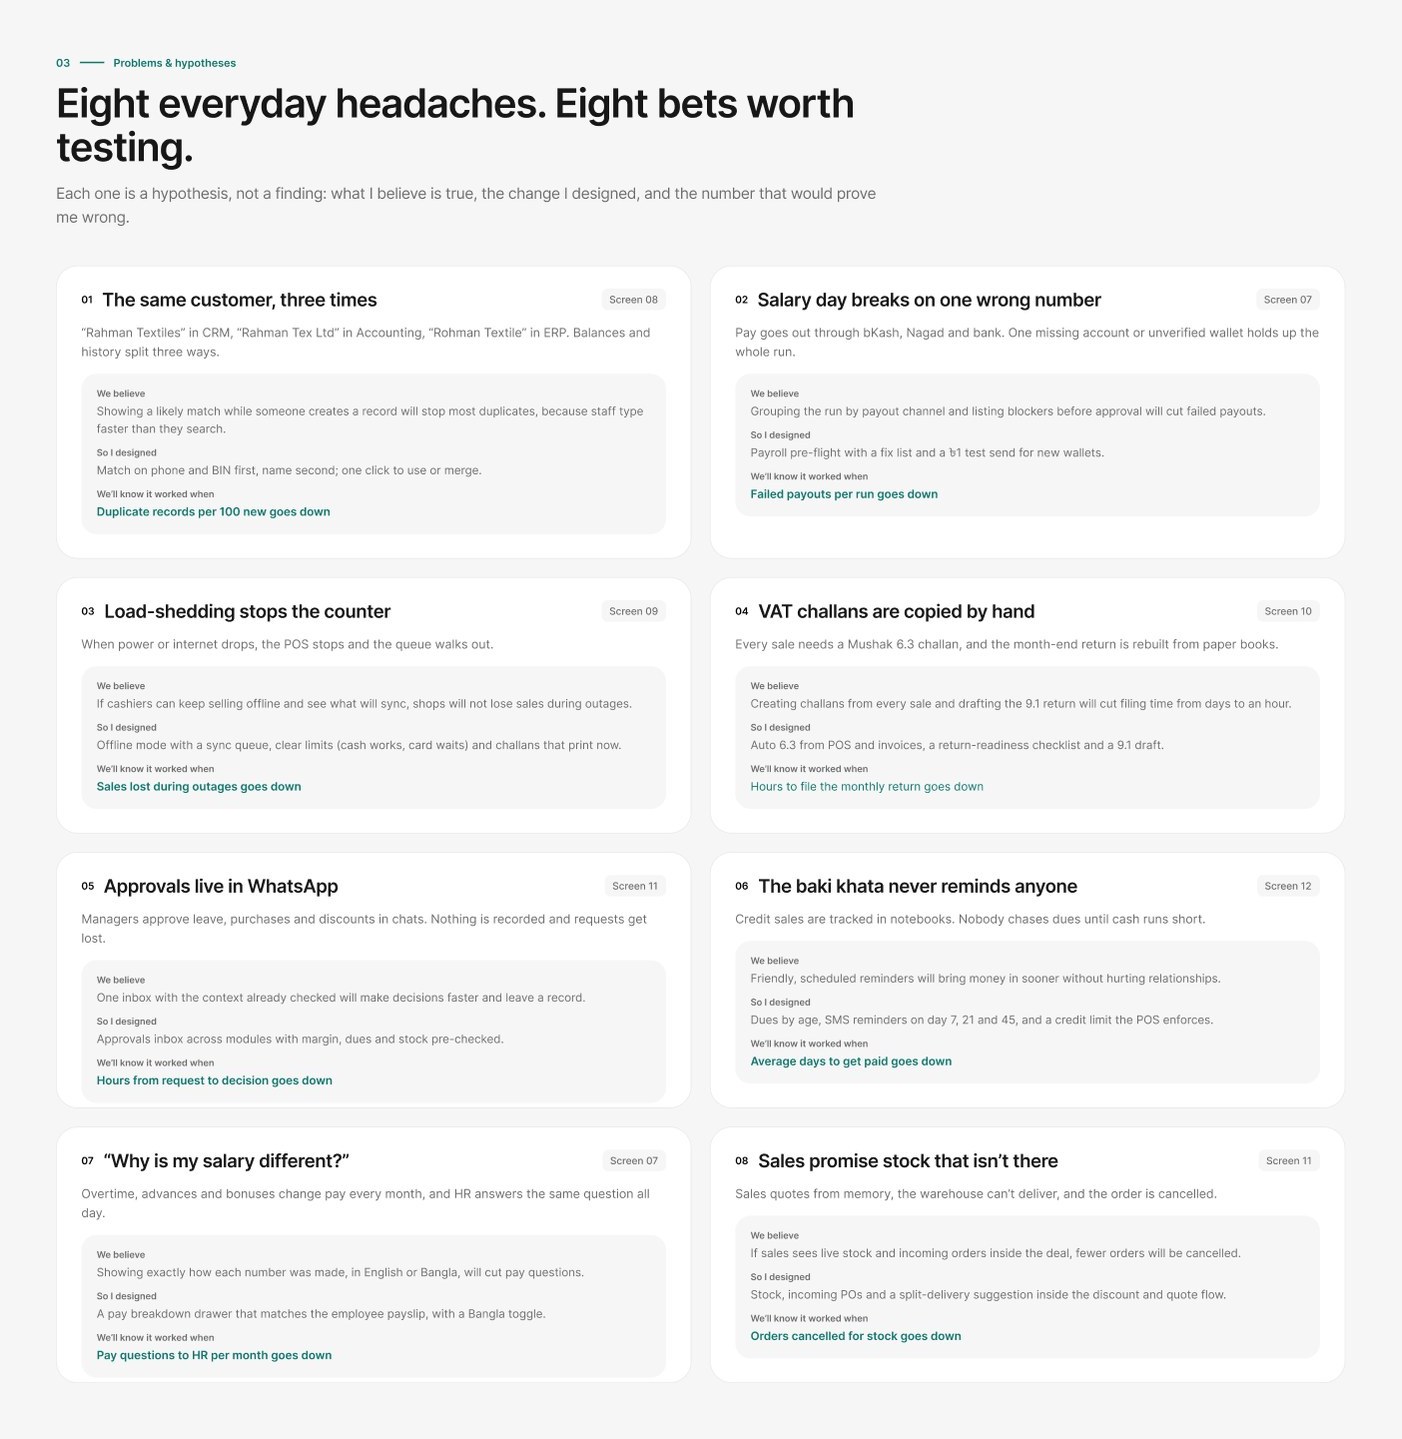 03 Problems & hypotheses
Eight everyday headaches. Eight bets worth
testing.
Each one is a hypothesis, not a finding: what I believe is true, the change I designed, and the number that would prove
me wrong.
01 The same customer, three times
Screen 08
“Rahman Textiles” in CRM, “Rahman Tex Ltd” in Accounting, “Rohman Textile” in ERP. Balances and
history split three ways.
We believe
Showing a likely match while someone creates a record will stop most duplicates, because staff type
faster than they search.
So I designed
Match on phone and BIN first, name second; one click to use or merge.
We'll know it worked when
Duplicate records per 100 new goes down
02 Salary day breaks on one wrong number
Screen 07
Pay goes out through bKash, Nagad and bank. One missing account or unverified wallet holds up the
whole run.
We believe
Grouping the run by payout channel and listing blockers before approval will cut failed payouts.
So I designed
Payroll pre-flight with a fix list and a ৳1 test send for new wallets.
We'll know it worked when
Failed payouts per run goes down
03 Load-shedding stops the counter
Screen 09
When power or internet drops, the POS stops and the queue walks out.
We believe
If cashiers can keep selling offline and see what will sync, shops will not lose sales during outages.
So I designed
Offline mode with a sync queue, clear limits (cash works, card waits) and challans that print now.
We'll know it worked when
Sales lost during outages goes down
04 VAT challans are copied by hand
Screen 10
Every sale needs a Mushak 6.3 challan, and the month-end return is rebuilt from paper books.
We believe
Creating challans from every sale and drafting the 9.1 return will cut filing time from days to an hour.
So I designed
Auto 6.3 from POS and invoices, a return-readiness checklist and a 9.1 draft.
We'll know it worked when
Hours to file the monthly return goes down
05 Approvals live in WhatsApp
Screen 11
Managers approve leave, purchases and discounts in chats. Nothing is recorded and requests get
lost.
We believe
One inbox with the context already checked will make decisions faster and leave a record.
So I designed
Approvals inbox across modules with margin, dues and stock pre-checked.
We'll know it worked when
Hours from request to decision goes down
06 The baki khata never reminds anyone
Screen 12
Credit sales are tracked in notebooks. Nobody chases dues until cash runs short.
We believe
Friendly, scheduled reminders will bring money in sooner without hurting relationships.
So I designed
Dues by age, SMS reminders on day 7, 21 and 45, and a credit limit the POS enforces.
We'll know it worked when
Average days to get paid goes down
07 “Why is my salary different?”
Screen 07
Overtime, advances and bonuses change pay every month, and HR answers the same question all
day.
We believe
Showing exactly how each number was made, in English or Bangla, will cut pay questions.
So I designed
A pay breakdown drawer that matches the employee payslip, with a Bangla toggle.
We'll know it worked when
Pay questions to HR per month goes down
08 Sales promise stock that isn’t there
Screen 11
Sales quotes from memory, the warehouse can’t deliver, and the order is cancelled.
We believe
If sales sees live stock and incoming orders inside the deal, fewer orders will be cancelled.
So I designed
Stock, incoming POs and a split-delivery suggestion inside the discount and quote flow.
We'll know it worked when
Orders cancelled for stock goes down